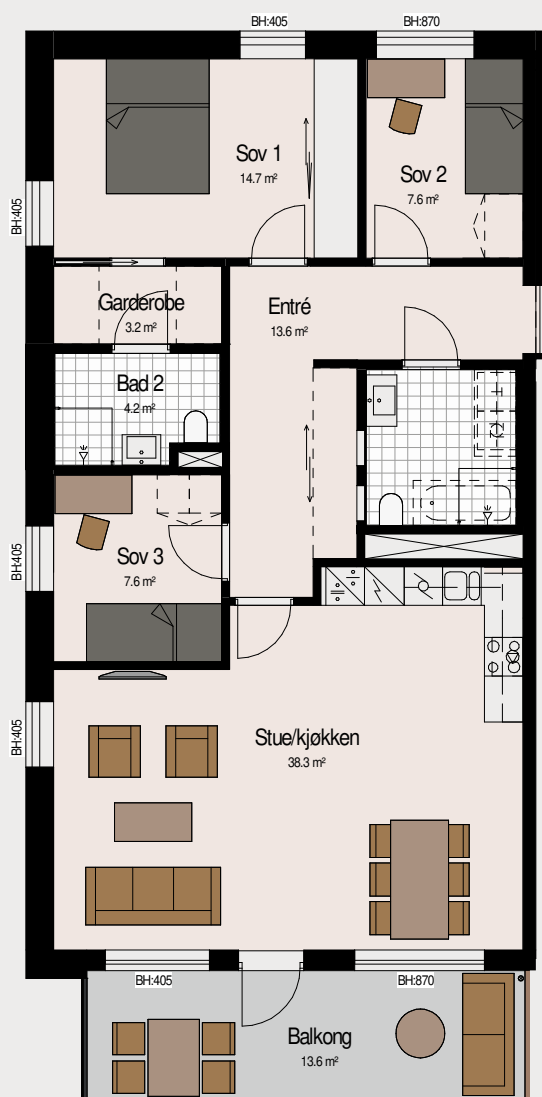 BH:405
BH:870
Sov 1
14.7 m²
Sov 2
7.6 m²
BH:405
Garderobe
3.2 m²
Entré
13.6 m²
Bad 2
4.2 m²
Sov 3
7.6 m²
BH:405
Stue/kjøkken
38.3 m²
BH:405
BH:405
BH:870
Balkong
13.6 m²